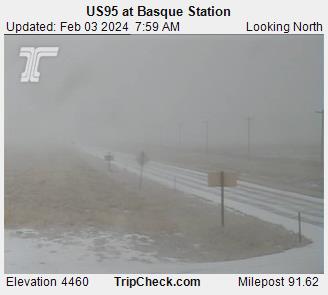 US95 at Basque Station
Updated: Feb 03 2024 7:59 AM Looking North
Elevation 4460 TripCheck.com Milepost 91.62